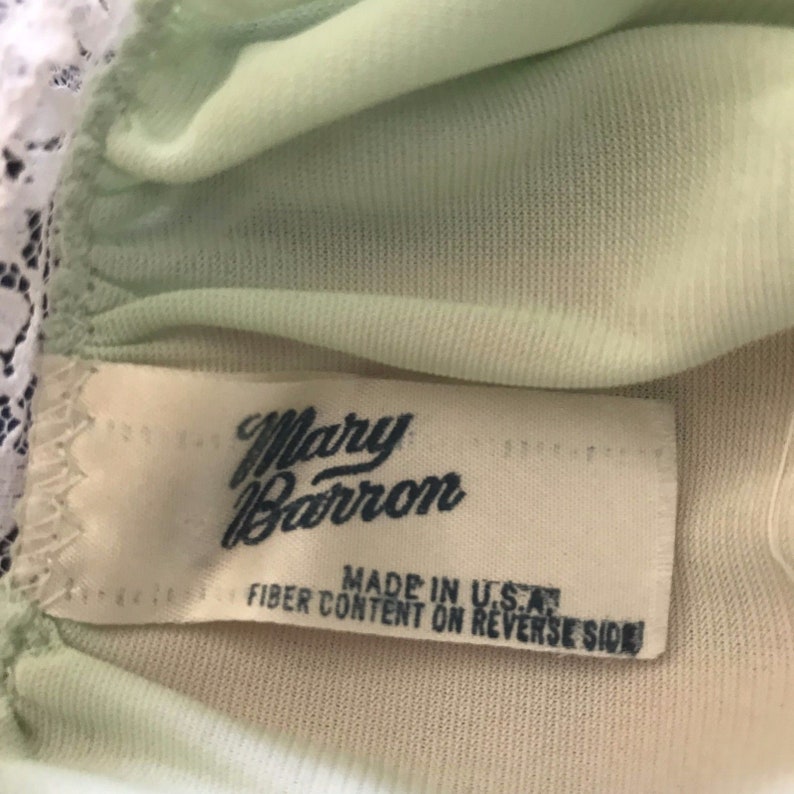 Mary
Barron
MADE IN U.S.A.
FIBER CONTENT ON REVERSE SIDE